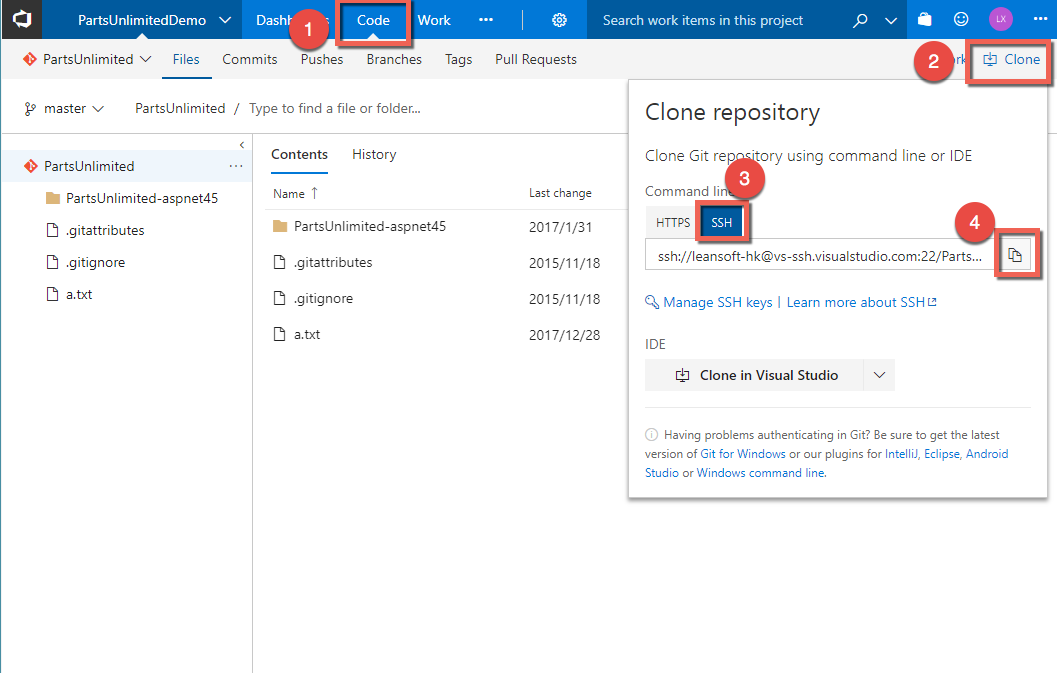 PartsUnlimitedDemo Code Work ··· Search work items in this project LX ···
1
PartsUnlimited Files Commits Pushes Branches Tags Pull Requests 2 Clone
master PartsUnlimited / Type to find a file or folder...
PartsUnlimited ···
PartsUnlimited-aspnet45
.gitattributes
.gitignore
a.txt
Contents History
Name ↑ Last change
PartsUnlimited-aspnet45 2017/1/31
.gitattributes 2015/11/18
.gitignore 2015/11/18
a.txt 2017/12/28
Clone repository
Clone Git repository using command line or IDE
Command line
3
HTTPS SSH
4
ssh://leansoft-hk@vs-ssh.visualstudio.com:22/Parts...
Manage SSH keys | Learn more about SSH
IDE
Clone in Visual Studio
Having problems authenticating in Git? Be sure to get the latest
version of Git for Windows or our plugins for IntelliJ, Eclipse, Android
Studio or Windows command line.